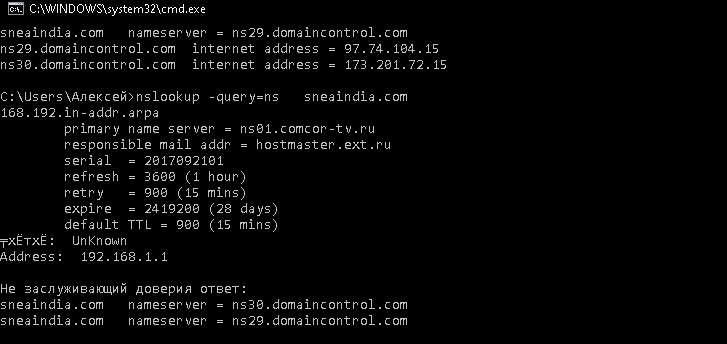 C:\WINDOWS\system32\cmd.exe
sneaindia.com   nameserver = ns29.domaincontrol.com
ns29.domaincontrol.com  internet address = 97.74.104.15
ns30.domaincontrol.com  internet address = 173.201.72.15
C:\Users\Алексей>nslookup -query=ns   sneaindia.com
168.192.in-addr.arpa
        primary name server = ns01.comcor-tv.ru
        responsible mail addr = hostmaster.ext.ru
        serial  = 2017092101
        refresh = 3600 (1 hour)
        retry   = 900 (15 mins)
        expire  = 2419200 (28 days)
        default TTL = 900 (15 mins)
╤хЁтхЁ:  UnKnown
Address:  192.168.1.1
Не заслуживающий доверия ответ:
sneaindia.com   nameserver = ns30.domaincontrol.com
sneaindia.com   nameserver = ns29.domaincontrol.com